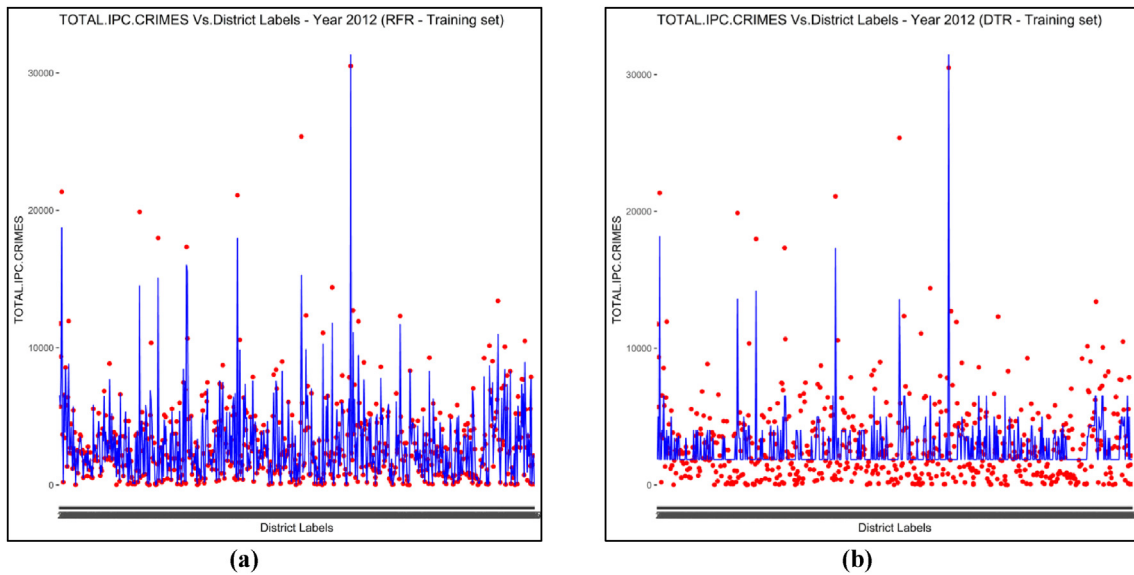 TOTAL.IPC.CRIMES Vs.District Labels - Year 2012 (RFR - Training set)
30000
20000
10000
0
TOTAL.IPC.CRIMES
District Labels
(a)
TOTAL.IPC.CRIMES Vs.District Labels - Year 2012 (DTR - Training set)
30000
20000
10000
0
TOTAL.IPC.CRIMES
District Labels
(b)